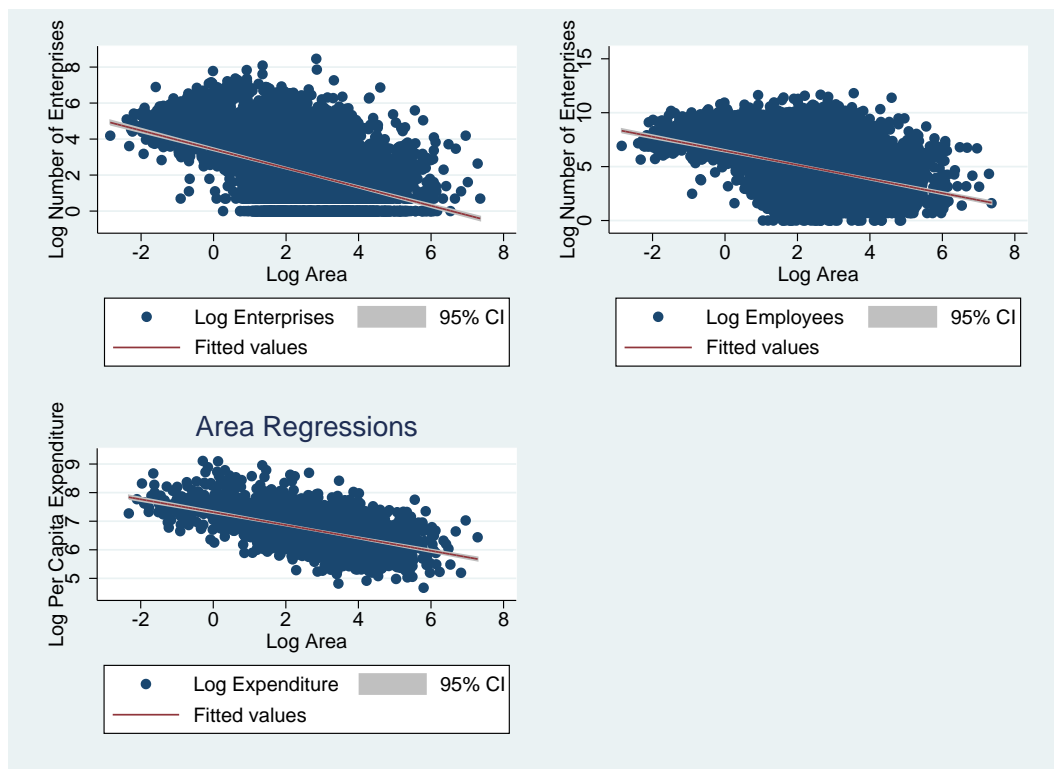 Log Number of Enterprises
0 2 4 6 8
-2 0 2 4 6 8
Log Area
Log Enterprises 95% CI
Fitted values
Log Number of Enterprises
0 5 10 15
-2 0 2 4 6 8
Log Area
Log Employees 95% CI
Fitted values
Area Regressions
Log Per Capita Expenditure
5 6 7 8 9
-2 0 2 4 6 8
Log Area
Log Expenditure 95% CI
Fitted values